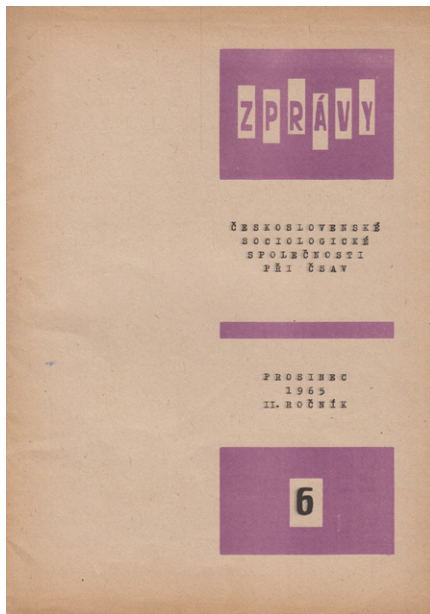 ZPRÁVY
ČESKOSLOVENSKÉ
SOCIOLOGICKÉ
SPOLEČNOSTI
PŘI ČSAV
PROSINEC
1965
II. ROČNÍK
6